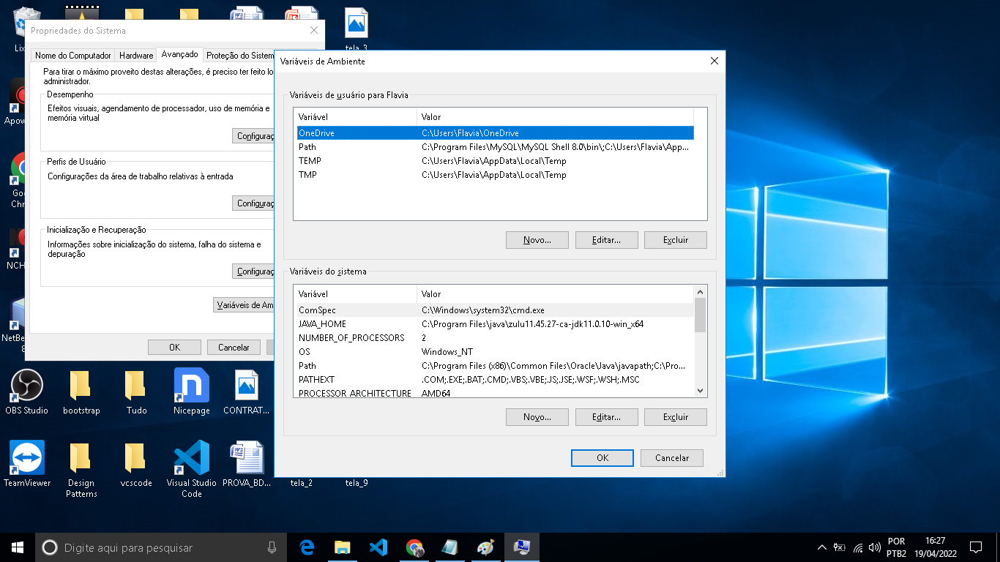 Propriedades do Sistema
Nome do Computador
Hardware
Avançado
Proteção do Sistem
Para tirar o máximo proveito destas alterações, é preciso ter feito lo
administrador.
Desempenho
Efeitos visuais, agendamento de processador, uso de memória e
memória virtual
Configuraç
Perfis de Usuário
Configurações da área de trabalho relativas à entrada
Configuraç
Inicialização e Recuperação
Informações sobre inicialização do sistema, falha do sistema e
depuração
Configuraç
Variáveis de Am
OK
Cancelar
Variáveis de Ambiente
Variáveis de usuário para Flavia
Variável Valor
OneDrive C:\Users\Flavia\OneDrive
Path C:\Program Files\MySQL\MySQL Shell 8.0\bin\;C:\Users\Flavia\App...
TEMP C:\Users\Flavia\AppData\Local\Temp
TMP C:\Users\Flavia\AppData\Local\Temp
Novo... Editar... Excluir
Variáveis do sistema
Variável Valor
ComSpec C:\Windows\system32\cmd.exe
JAVA_HOME C:\Program Files\java\zulu11.45.27-ca-jdk11.0.10-win_x64
NUMBER_OF_PROCESSORS 2
OS Windows_NT
Path C:\Program Files (x86)\Common Files\Oracle\Java\javapath;C:\Pro...
PATHEXT .COM;.EXE;.BAT;.CMD;.VBS;.VBE;.JS;.JSE;.WSF;.WSH;.MSC
PROCESSOR_ARCHITECTURE AMD64
Novo... Editar... Excluir
OK Cancelar
Lix
tela_3
Apow
Goo
Chr
NCH
NetBe
8
OBS Studio
bootstrap
Tudo
Nicepage
CONTRAT...
TeamViewer
Design
Patterns
vcscode
Visual Studio
Code
PROVA_BD...
tela_2
tela_9
Digite aqui para pesquisar
POR
PTB2
16:27
19/04/2022